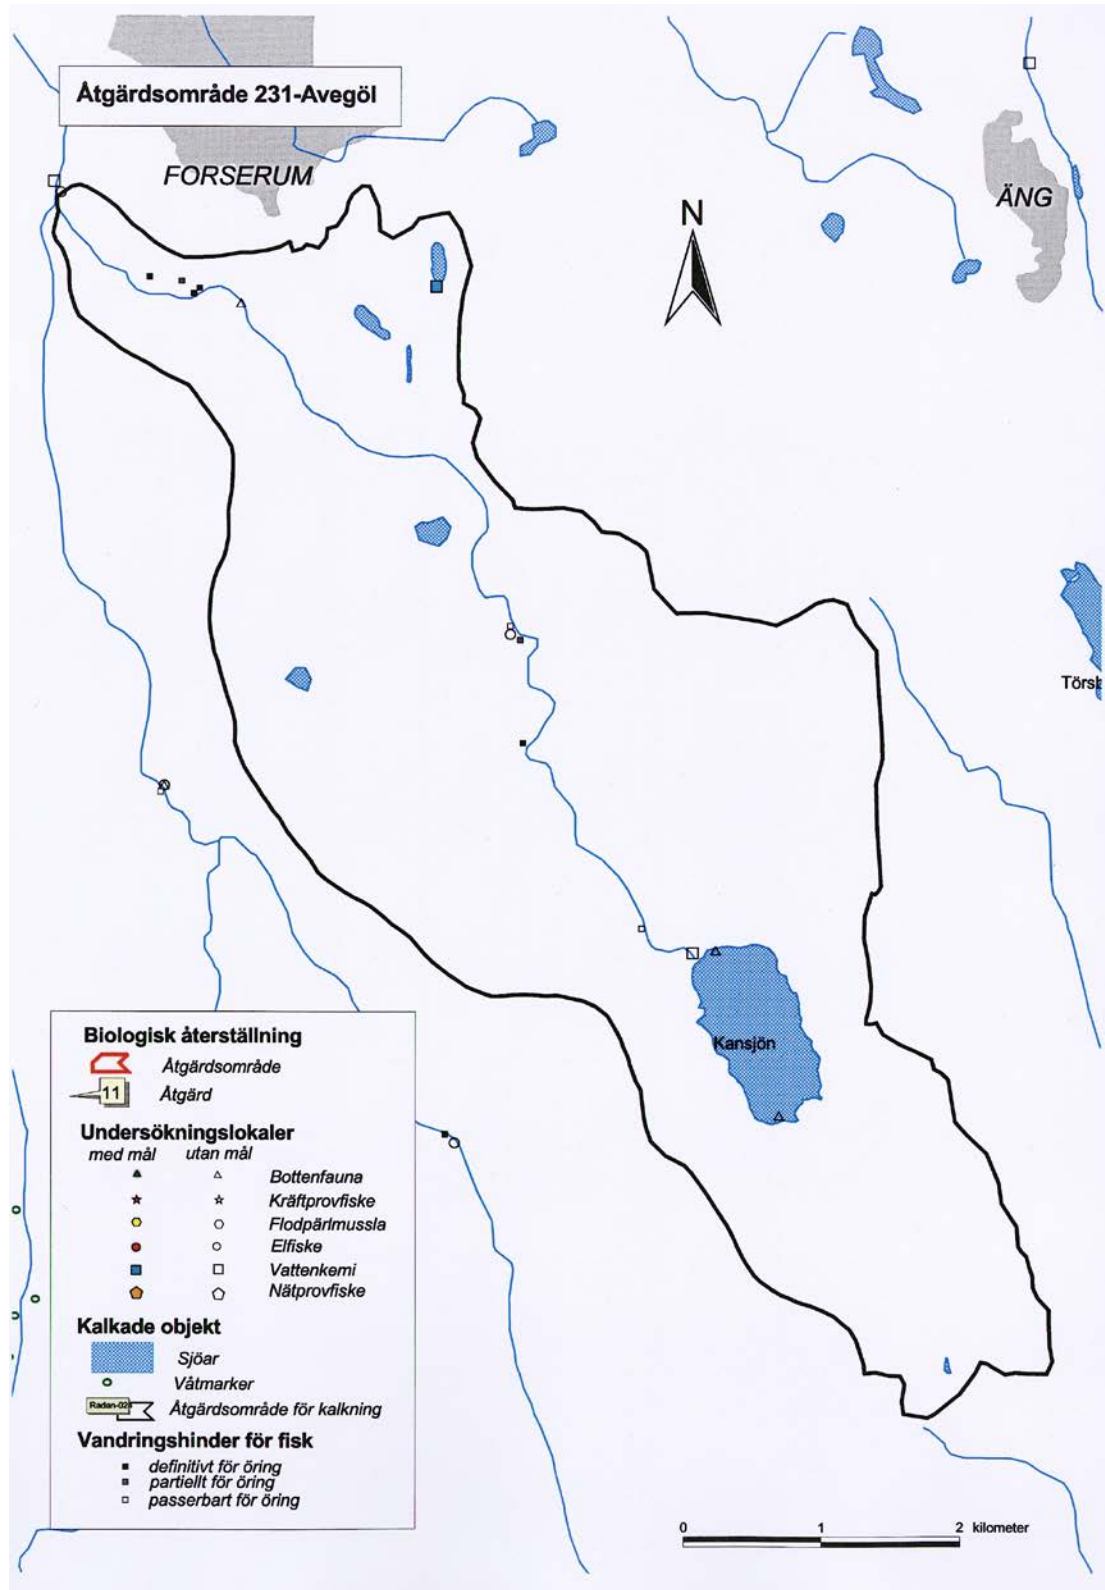 Åtgärdsområde 231-Avegöl
FORSERUM
ÄNG
N
Törsb
Kansjön
Biologisk återställning
Åtgärdsområde
11 Åtgärd
Undersökningslokaler
med mål utan mål
Bottenfauna
Kräftprovfiske
Flodpärlmussla
Elfiske
Vattenkemi
Nätprovfiske
Kalkade objekt
Sjöar
Våtmarker
Radan-024 Åtgärdsområde för kalkning
Vandringshinder för fisk
definitivt för öring
partiellt för öring
passerbart för öring
0 1 2 kilometer